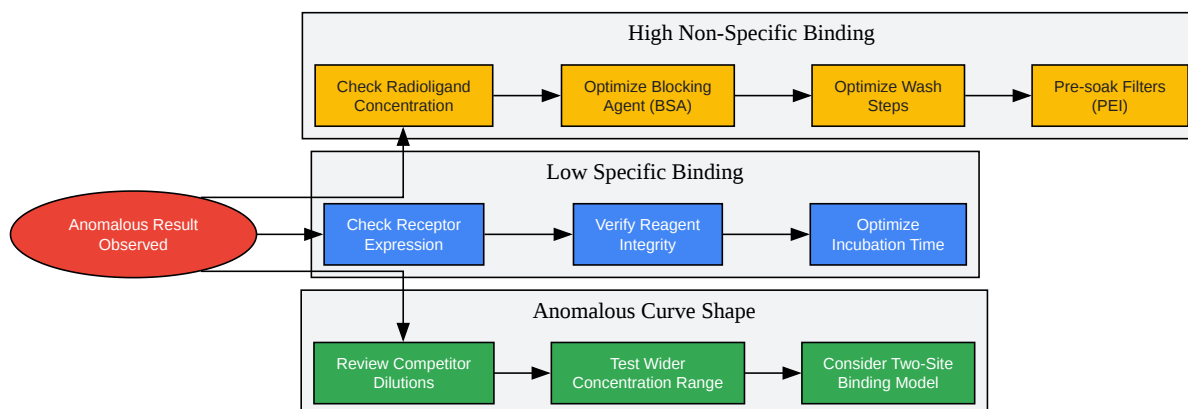 High Non-Specific Binding
Check Radioligand
Concentration
Optimize Blocking
Agent (BSA)
Optimize Wash
Steps
Pre-soak Filters
(PEI)
Low Specific Binding
Anomalous Result
Observed
Check Receptor
Expression
Verify Reagent
Integrity
Optimize
Incubation Time
Anomalous Curve Shape
Review Competitor
Dilutions
Test Wider
Concentration Range
Consider Two-Site
Binding Model